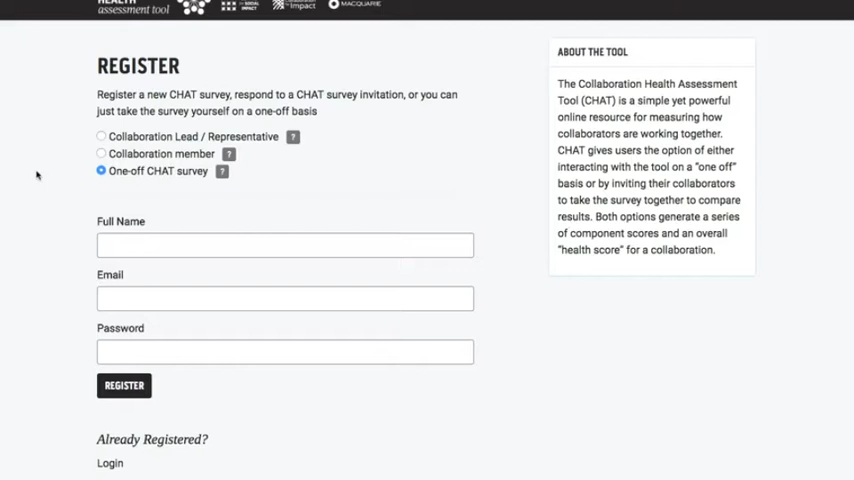 HEALTH
assessment tool
FOR SOCIAL
IMPACT
for Impact
MACQUARIE
REGISTER
Register a new CHAT survey, respond to a CHAT survey invitation, or you can
just take the survey yourself on a one-off basis
Collaboration Lead / Representative ?
Collaboration member ?
One-off CHAT survey ?
Full Name
Email
Password
REGISTER
Already Registered?
Login
ABOUT THE TOOL
The Collaboration Health Assessment
Tool (CHAT) is a simple yet powerful
online resource for measuring how
collaborators are working together.
CHAT gives users the option of either
interacting with the tool on a "one off"
basis or by inviting their collaborators
to take the survey together to compare
results. Both options generate a series
of component scores and an overall
"health score" for a collaboration.